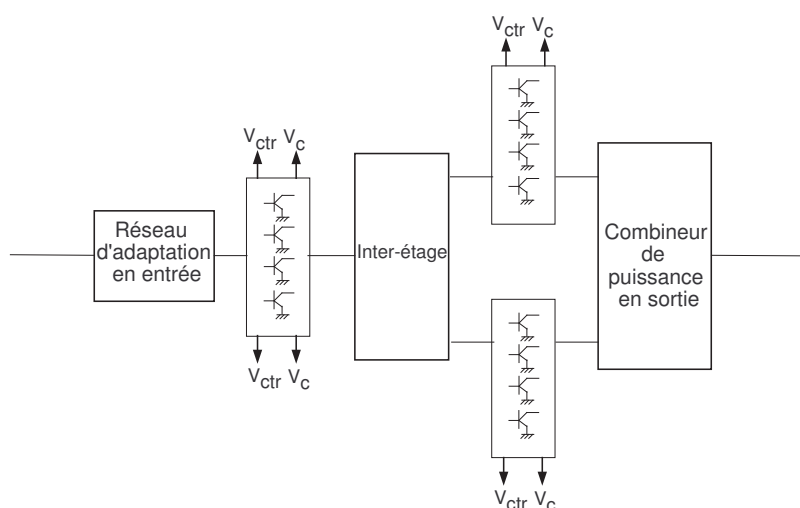 Vctr Vc
Vctr Vc
Réseau
d'adaptation
en entrée
Inter-étage
Combineur
de
puissance
en sortie
Vctr Vc
Vctr Vc